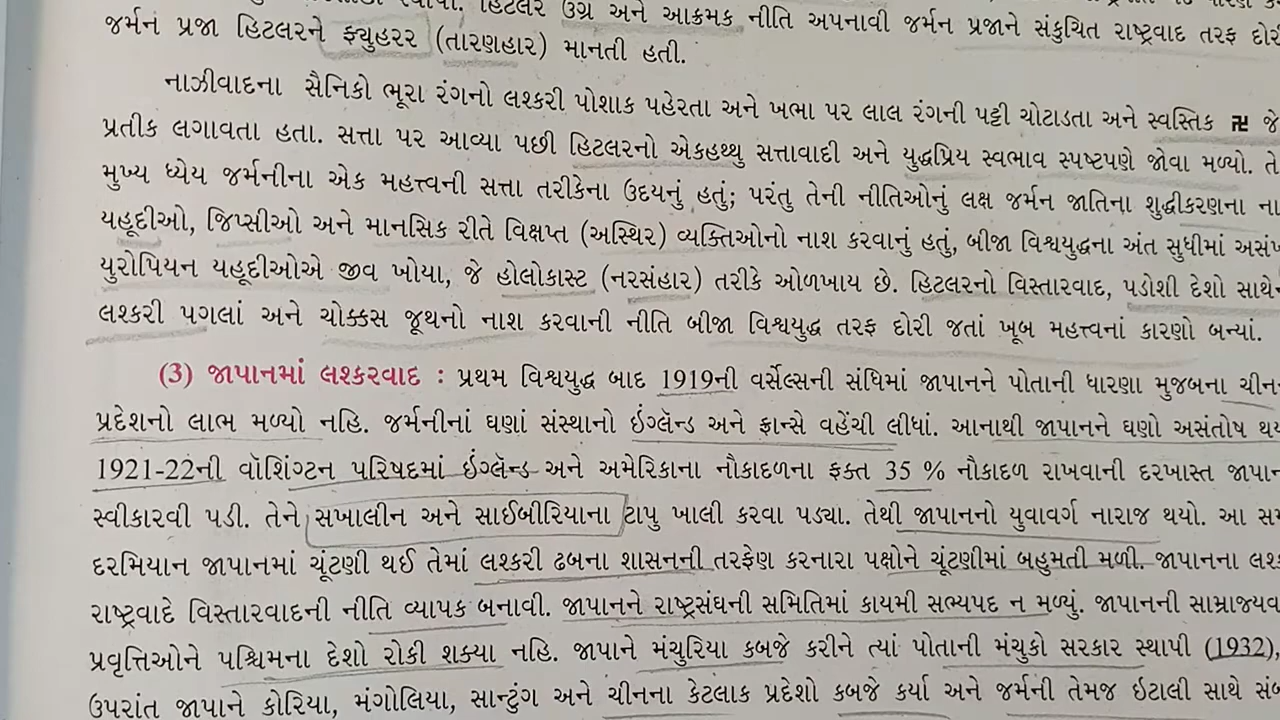 હિટલર ઉગ્ર અને આક્રમક નીતિ અપનાવી જર્મન પ્રજાને સંકુચિત રાષ્ટ્રવાદ તરફ
જર્મન પ્રજા હિટલરને ફ્યુહરર (તારણહાર) માનતી હતી.
નાઝીવાદના સૈનિકો ભૂરા રંગનો લશ્કરી પોશાક પહેરતા અને ખભા પર લાલ રંગની પટ્ટી ચોટાડતા અને સ્વસ્તિક 卐 જે
પ્રતીક લગાવતા હતા. સત્તા પર આવ્યા પછી હિટલરનો એકહથ્થુ સત્તાવાદી અને યુદ્ધપ્રિય સ્વભાવ સ્પષ્ટપણે જોવા મળ્યો. તે
મુખ્ય ધ્યેય જર્મનીના એક મહત્ત્વની સત્તા તરીકેના ઉદયનું હતું; પરંતુ તેની નીતિઓનું લક્ષ જર્મન જાતિના શુદ્ધીકરણના ના
યહૂદીઓ, જિપ્સીઓ અને માનસિક રીતે વિક્ષપ્ત (અસ્થિર) વ્યક્તિઓનો નાશ કરવાનું હતું, બીજા વિશ્વયુદ્ધના અંત સુધીમાં
યુરોપિયન યહૂદીઓએ જીવ ખોયા, જે હોલોકાસ્ટ (નરસંહાર) તરીકે ઓળખાય છે. હિટલરનો વિસ્તારવાદ, પડોશી દેશો
લશ્કરી પગલાં અને ચોક્કસ જૂથનો નાશ કરવાની નીતિ બીજા વિશ્વયુદ્ધ તરફ દોરી જતાં ખૂબ મહત્ત્વનાં કારણો બન્યાં.
(3) જાપાનમાં લશ્કરવાદ : પ્રથમ વિશ્વયુદ્ધ બાદ 1919ની વર્સેલ્સની સંધિમાં જાપાનને પોતાની ધારણા મુજબના ચીન
પ્રદેશનો લાભ મળ્યો નહિ. જર્મનીનાં ઘણાં સંસ્થાનો ઇંગ્લૅન્ડ અને ફ્રાન્સે વહેંચી લીધાં. આનાથી જાપાનને ઘણો અસંતોષ
1921-22ની વૉશિંગ્ટન પરિષદમાં ઇંગ્લૅન્ડ અને અમેરિકાના નૌકાદળના ફક્ત 35 % નૌકાદળ રાખવાની દરખાસ્ત જાપાન
સ્વીકારવી પડી. તેને સખાલીન અને સાઈબીરિયાના ટાપુ ખાલી કરવા પડ્યા. તેથી જાપાનનો યુવાવર્ગ નારાજ થયો. આ
દરમિયાન જાપાનમાં ચૂંટણી થઈ તેમાં લશ્કરી ઢબના શાસનની તરફેણ કરનારા પક્ષોને ચૂંટણીમાં બહુમતી મળી. જાપાનના
રાષ્ટ્રવાદે વિસ્તારવાદની નીતિ વ્યાપક બનાવી. જાપાનને રાષ્ટ્રસંઘની સમિતિમાં કાયમી સભ્યપદ ન મળ્યું. જાપાનની
પ્રવૃત્તિઓને પશ્ચિમના દેશો રોકી શક્યા નહિ. જાપાને મંચુરિયા કબજે કરીને ત્યાં પોતાની મંચુકો સરકાર સ્થાપી (1932),
ઉપરાંત જાપાને કોરિયા, મંગોલિયા, સાન્ટુંગ અને ચીનના કેટલાક પ્રદેશો કબજે કર્યા અને જર્મની તેમજ ઇટાલી સાથે